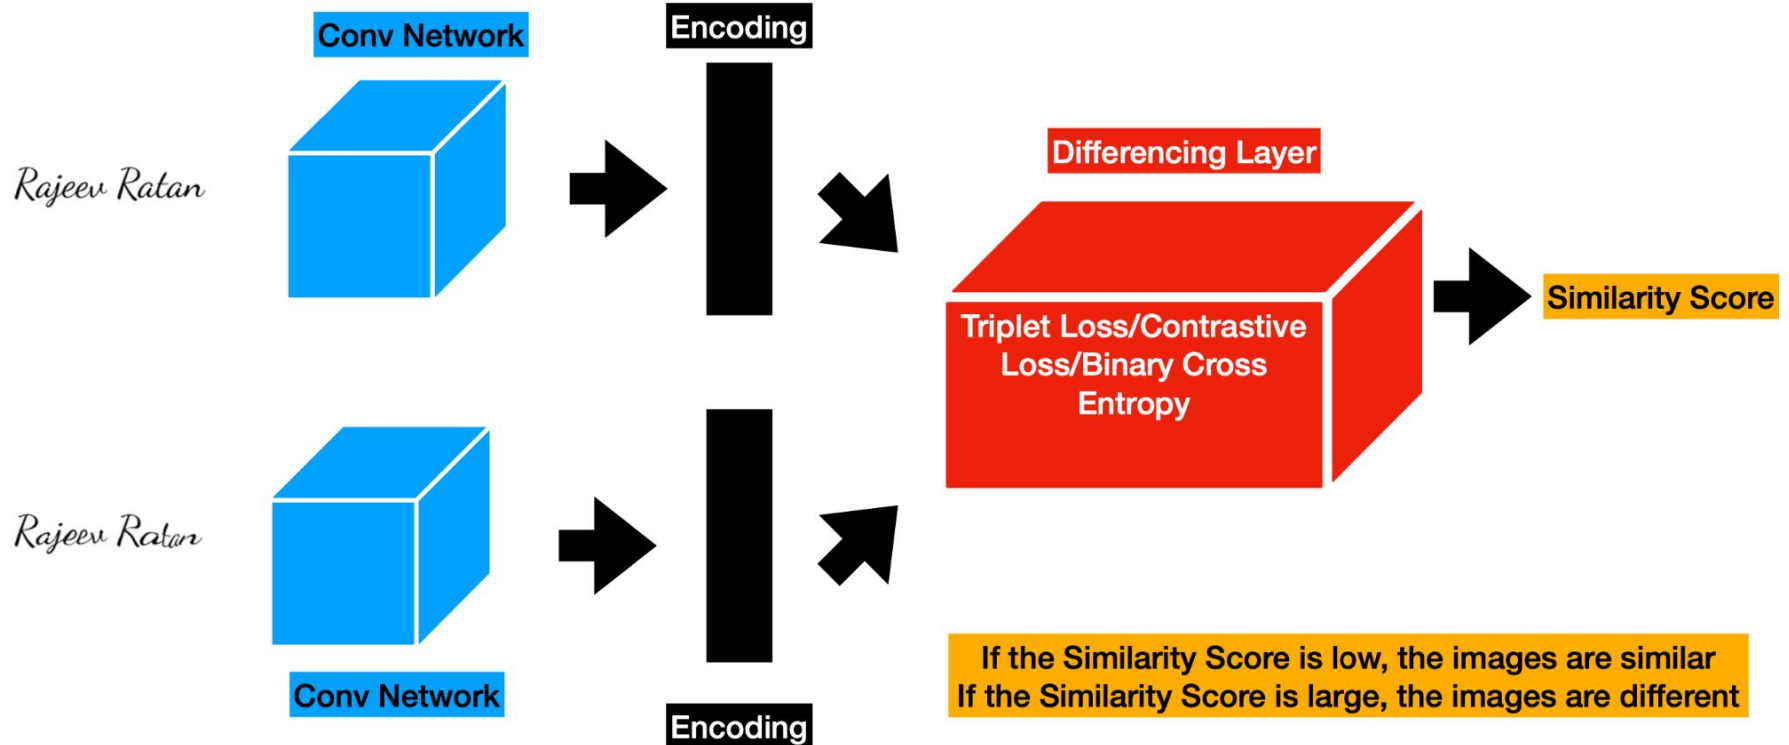 Conv Network
Encoding
Rajeev Ratan
Differencing Layer
Triplet Loss/Contrastive
Loss/Binary Cross
Entropy
Similarity Score
Rajeev Ratan
Conv Network
Encoding
If the Similarity Score is low, the images are similar
If the Similarity Score is large, the images are different